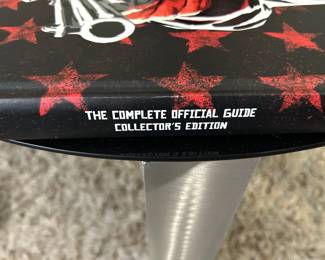 THE COMPLETE OFFICIAL GUIDE
COLLECTOR'S EDITION